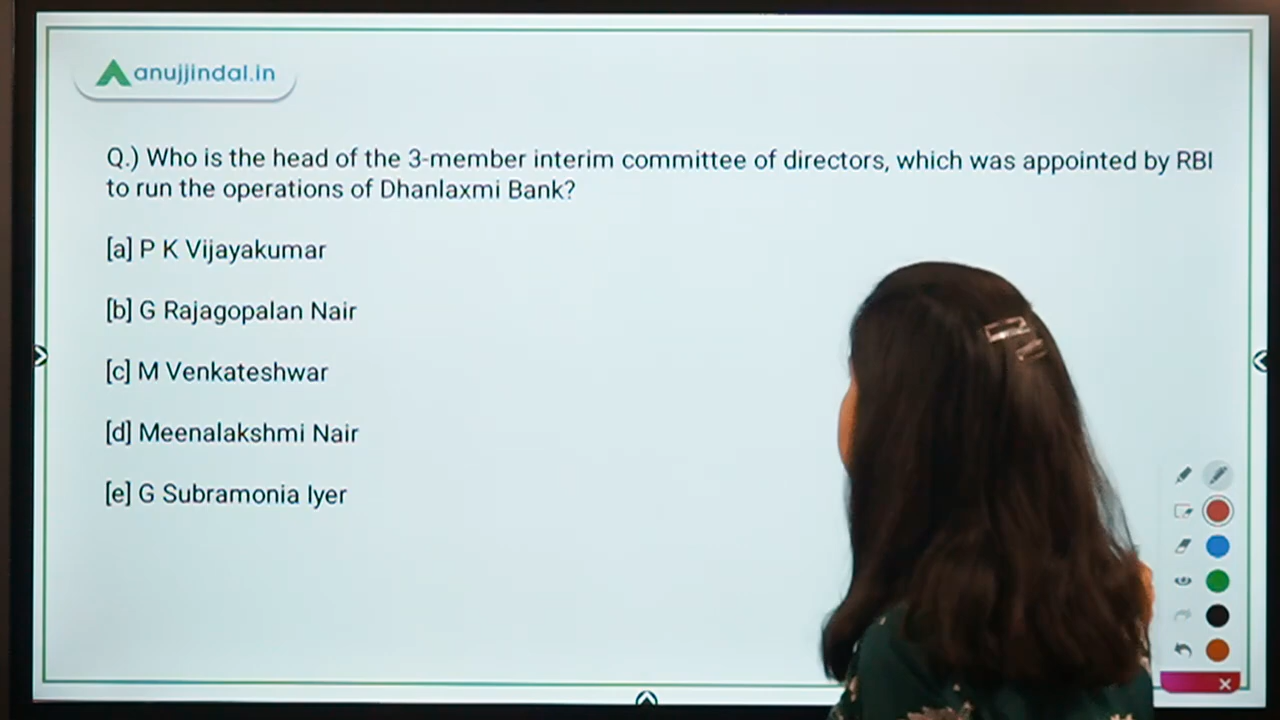 anujjindal.in
Q.) Who is the head of the 3-member interim committee of directors, which was appointed by RBI
to run the operations of Dhanlaxmi Bank?
[a] P K Vijayakumar
[b] G Rajagopalan Nair
[c] M Venkateshwar
[d] Meenalakshmi Nair
[e] G Subramonia Iyer